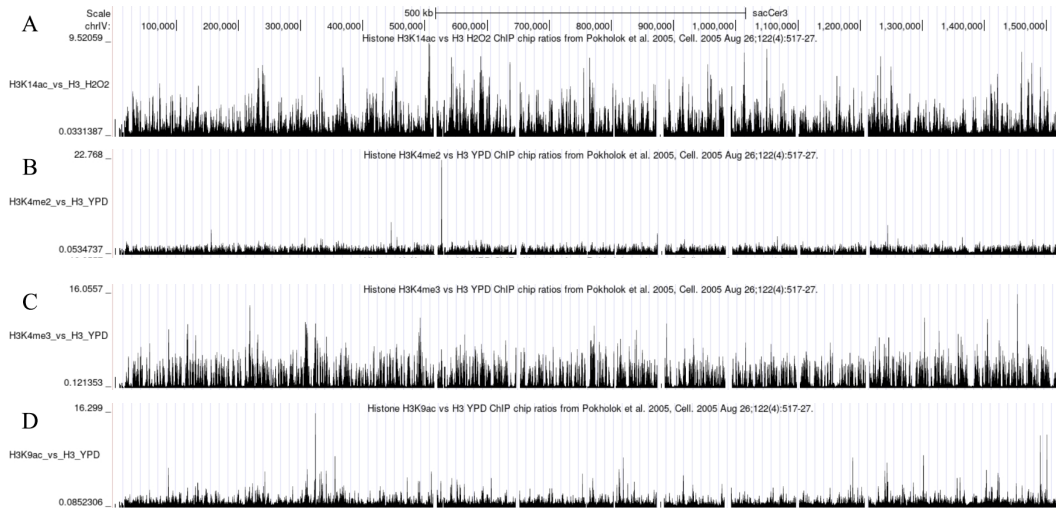 Scale 500 kb sacCer3
A chrIV: 100,000 200,000 300,000 400,000 500,000 600,000 700,000 800,000 900,000 1,000,000 1,100,000 1,200,000 1,300,000 1,400,000 1,500,000
9.52059 _ Histone H3K14ac vs H3 H2O2 ChIP chip ratios from Pokholok et al. 2005, Cell. 2005 Aug 26;122(4):517-27.
H3K14ac_vs_H3_H2O2
0.0331387 _
B 22.768 _ Histone H3K4me2 vs H3 YPD ChIP chip ratios from Pokholok et al. 2005, Cell. 2005 Aug 26;122(4):517-27.
H3K4me2_vs_H3_YPD
0.0534737 _
C 16.0557 _ Histone H3K4me3 vs H3 YPD ChIP chip ratios from Pokholok et al. 2005, Cell. 2005 Aug 26;122(4):517-27.
H3K4me3_vs_H3_YPD
0.121353 _
D 16.299 _ Histone H3K9ac vs H3 YPD ChIP chip ratios from Pokholok et al. 2005, Cell. 2005 Aug 26;122(4):517-27.
H3K9ac_vs_H3_YPD
0.0852306 _